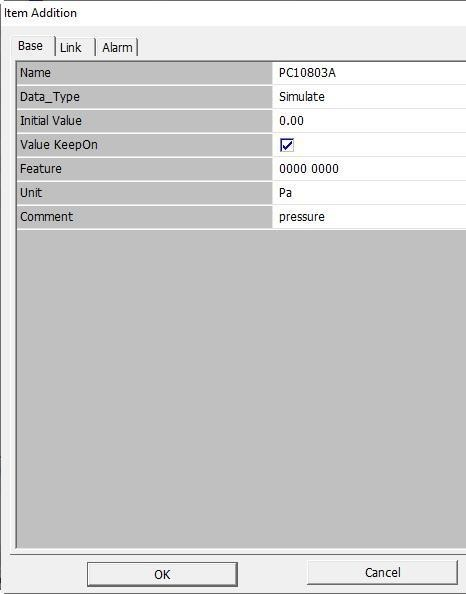 Item Addition
Base Link Alarm
Name PC10803A
Data_Type Simulate
Initial Value 0.00
Value KeepOn
Feature 0000 0000
Unit Pa
Comment pressure
OK Cancel